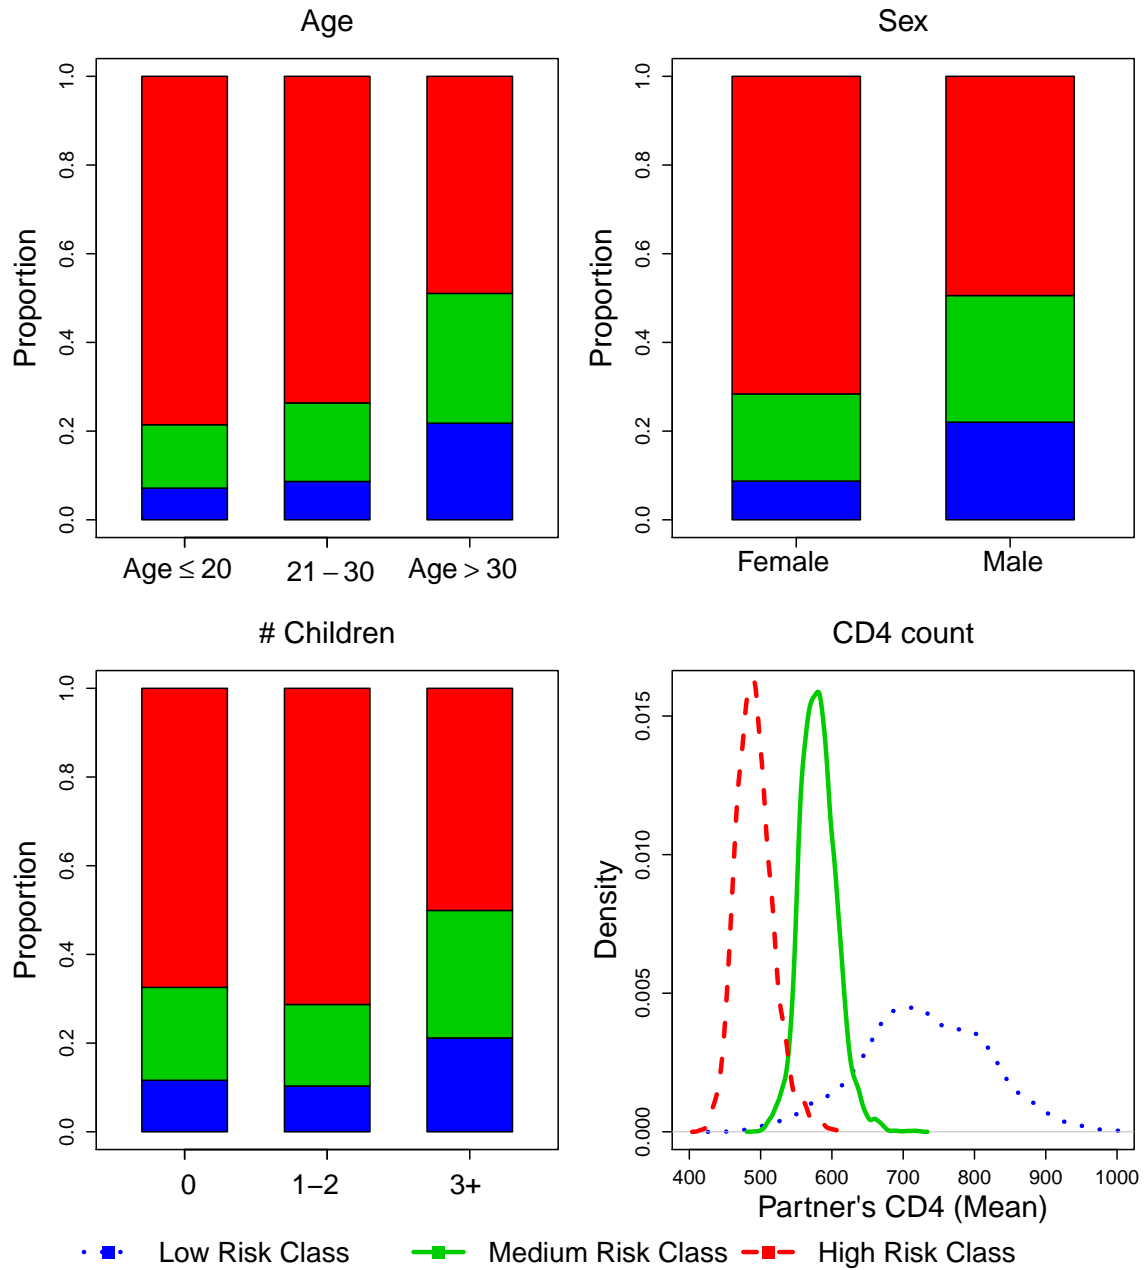 Age
Proportion
0.0 0.2 0.4 0.6 0.8 1.0
Age ≤ 20 21 − 30 Age > 30
Sex
Proportion
0.0 0.2 0.4 0.6 0.8 1.0
Female Male
# Children
Proportion
0.0 0.2 0.4 0.6 0.8 1.0
0 1−2 3+
CD4 count
Density
0.000 0.005 0.010 0.015
400 500 600 700 800 900 1000
Partner's CD4 (Mean)
Low Risk Class Medium Risk Class High Risk Class